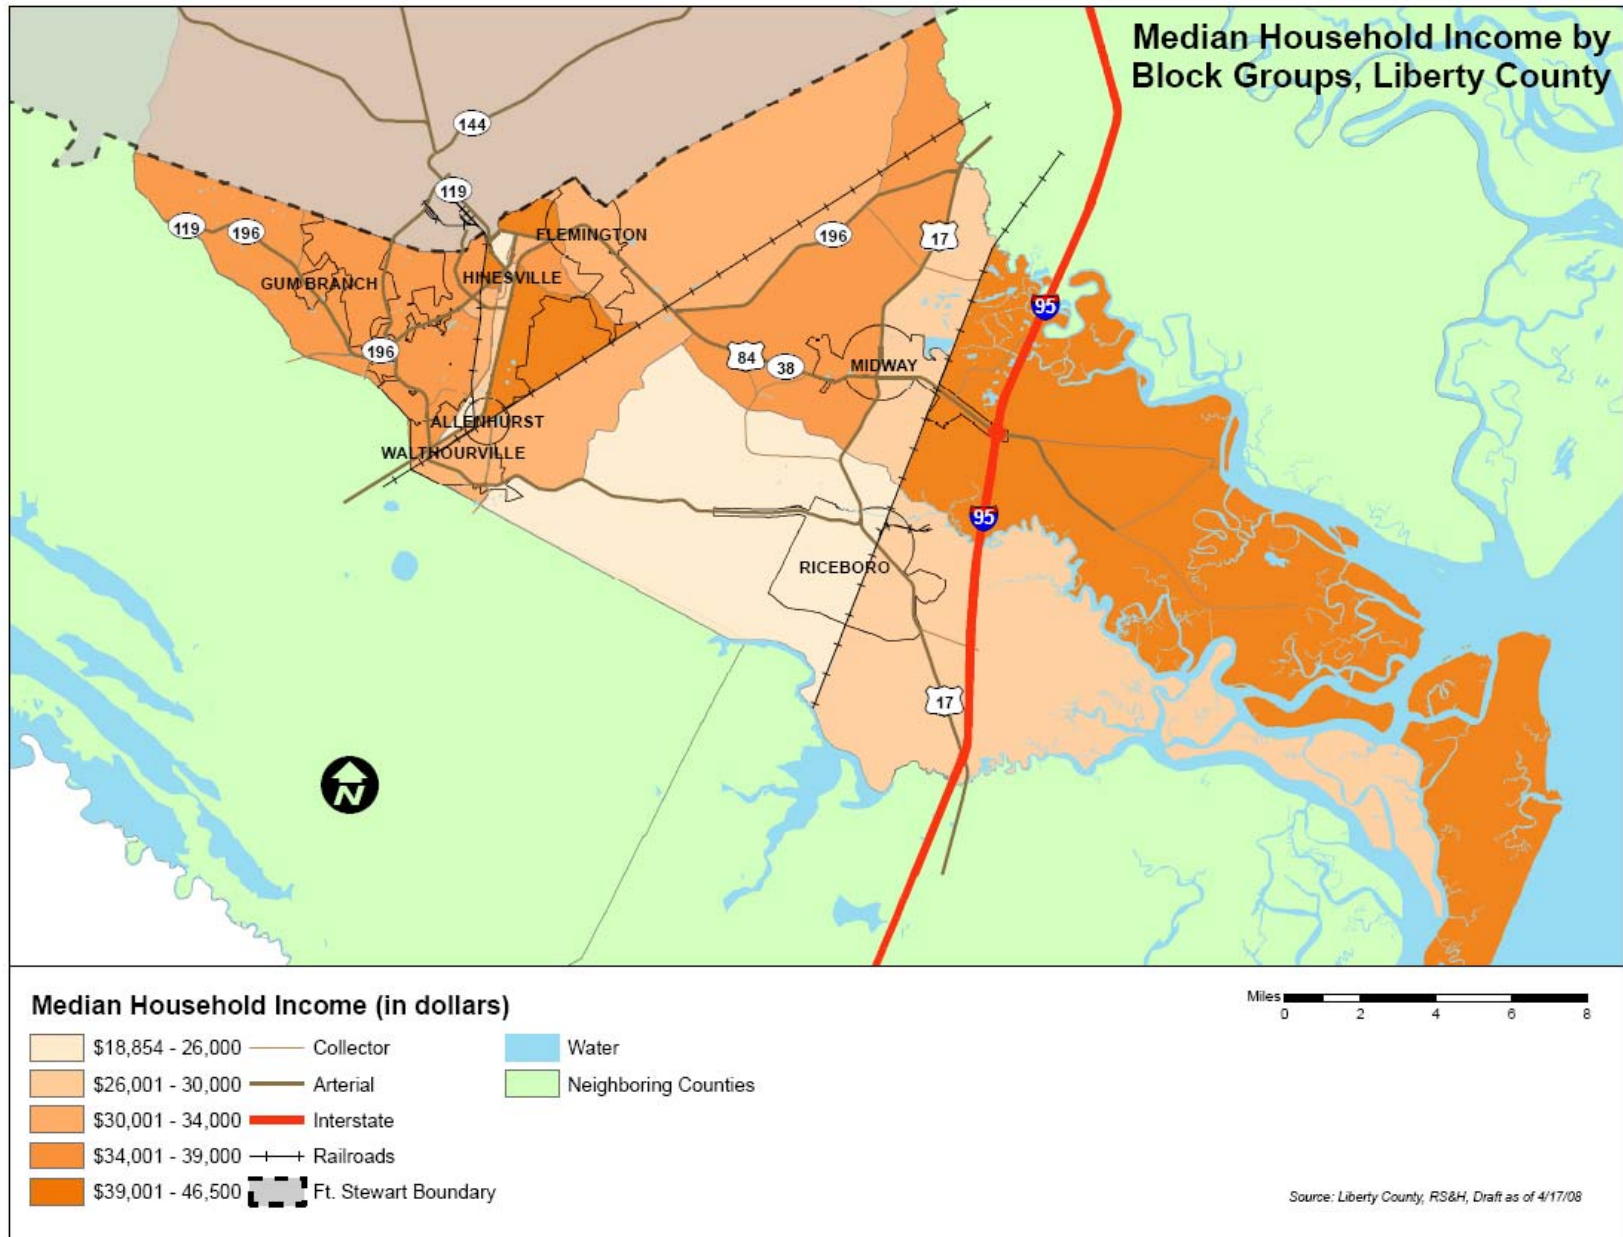 Median Household Income by
Block Groups, Liberty County
144
119
119
196
FLEMINGTON
196
17
GUM BRANCH
HINESVILLE
95
196
84
38
MIDWAY
ALLENHURST
WALTHOURVILLE
95
RICEBORO
17
N
Median Household Income (in dollars)
$18,854 - 26,000
Collector
Water
$26,001 - 30,000
Arterial
Neighboring Counties
$30,001 - 34,000
Interstate
$34,001 - 39,000
Railroads
$39,001 - 46,500
Ft. Stewart Boundary
Miles
0 2 4 6 8
Source: Liberty County, RS&H, Draft as of 4/17/08